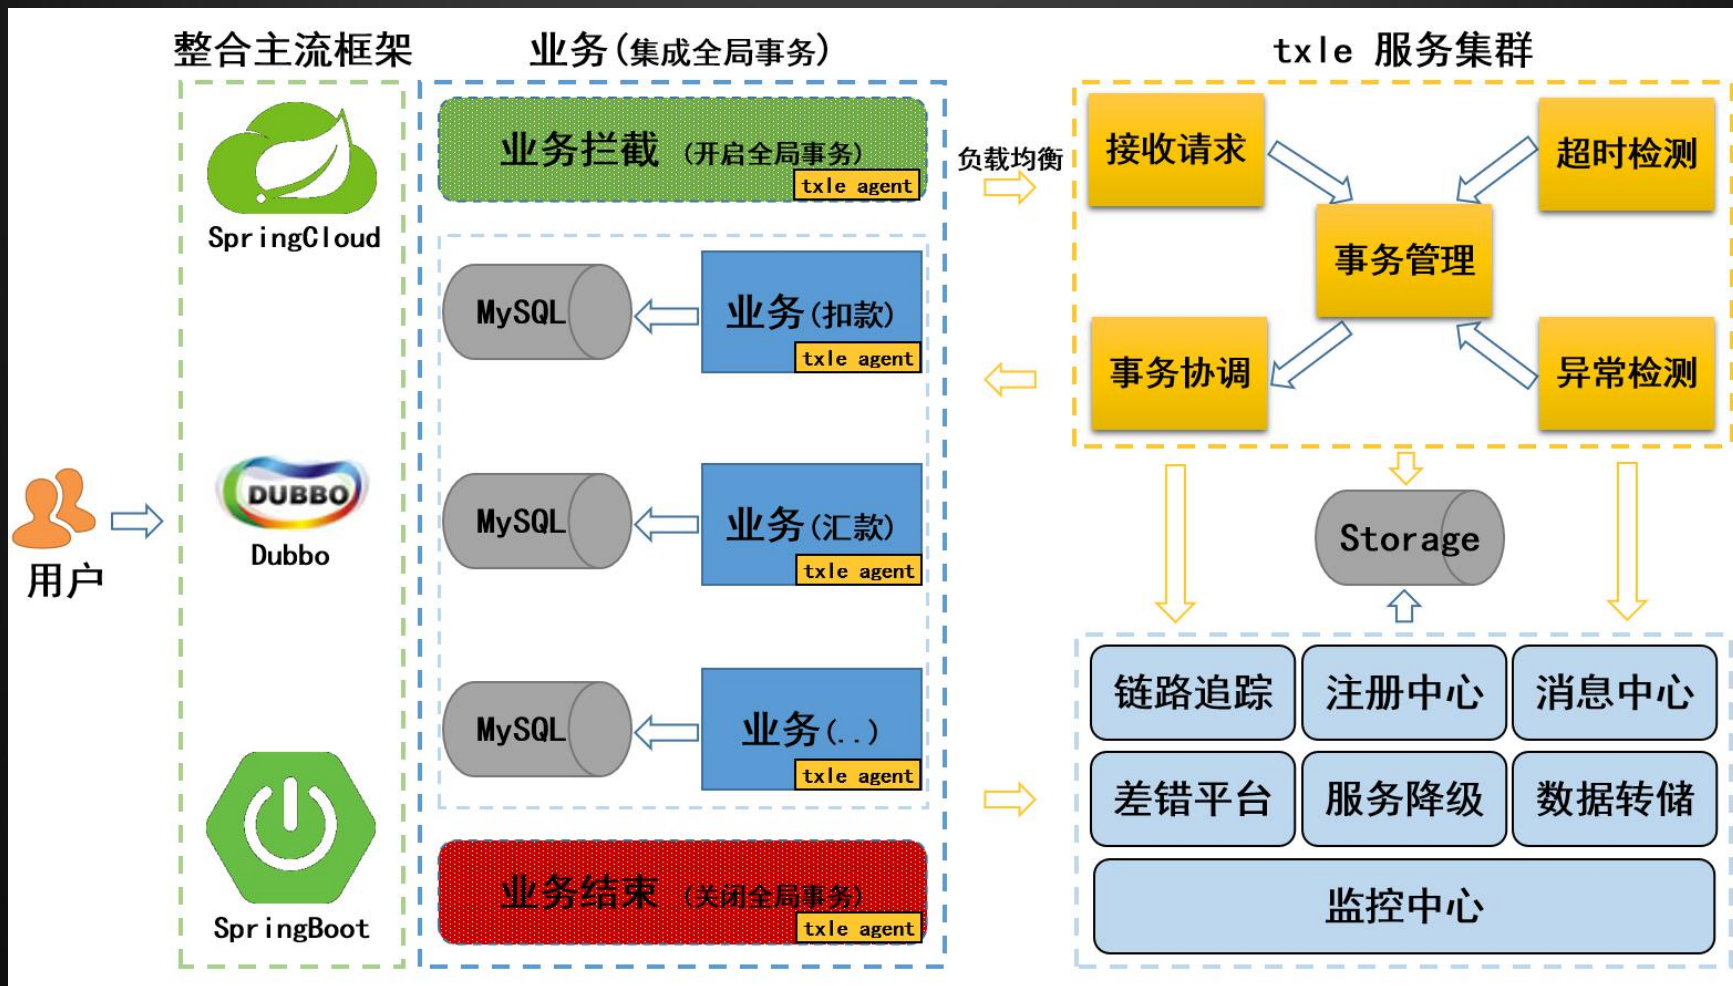 整合主流框架
SpringCloud
DUBBO
Dubbo
SpringBoot
用户
业务(集成全局事务)
业务拦截 (开启全局事务)
txle agent
MySQL
业务(扣款)
txle agent
MySQL
业务(汇款)
txle agent
MySQL
业务(..)
txle agent
业务结束 (关闭全局事务)
txle agent
负载均衡
txle 服务集群
接收请求
超时检测
事务管理
事务协调
异常检测
Storage
链路追踪
注册中心
消息中心
差错平台
服务降级
数据转储
监控中心